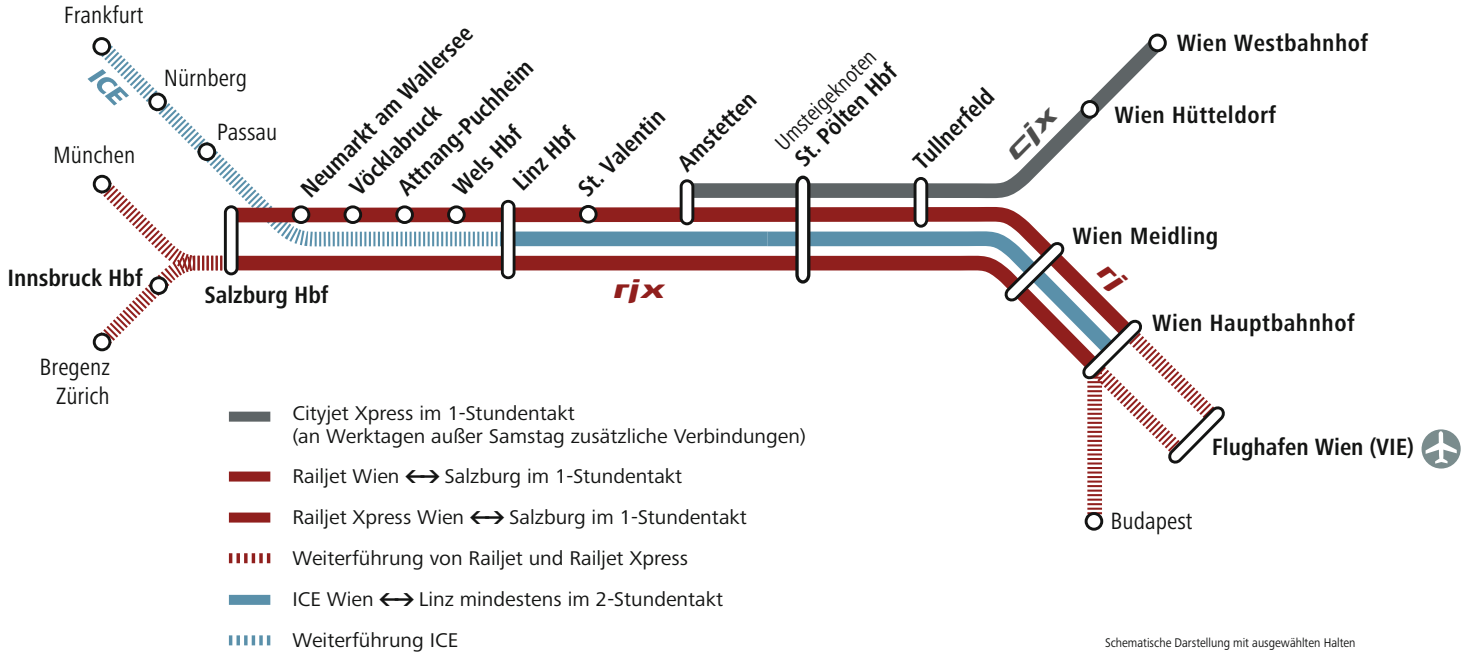 Frankfurt
ICE
Nürnberg
Passau
München
Innsbruck Hbf
Bregenz
Zürich
Salzburg Hbf
Neumarkt am Wallersee
Vöcklabruck
Attnang-Puchheim
Wels Hbf
Linz Hbf
St. Valentin
Amstetten
Umsteigeknoten
St. Pölten Hbf
Tullnerfeld
cjx
Wien Westbahnhof
Wien Hütteldorf
Wien Meidling
rj
rjx
Wien Hauptbahnhof
Flughafen Wien (VIE)
Budapest
Cityjet Xpress im 1-Stundentakt
(an Werktagen außer Samstag zusätzliche Verbindungen)
Railjet Wien ⟷ Salzburg im 1-Stundentakt
Railjet Xpress Wien ⟷ Salzburg im 1-Stundentakt
Weiterführung von Railjet und Railjet Xpress
ICE Wien ⟷ Linz mindestens im 2-Stundentakt
Weiterführung ICE
Schematische Darstellung mit ausgewählten Halten